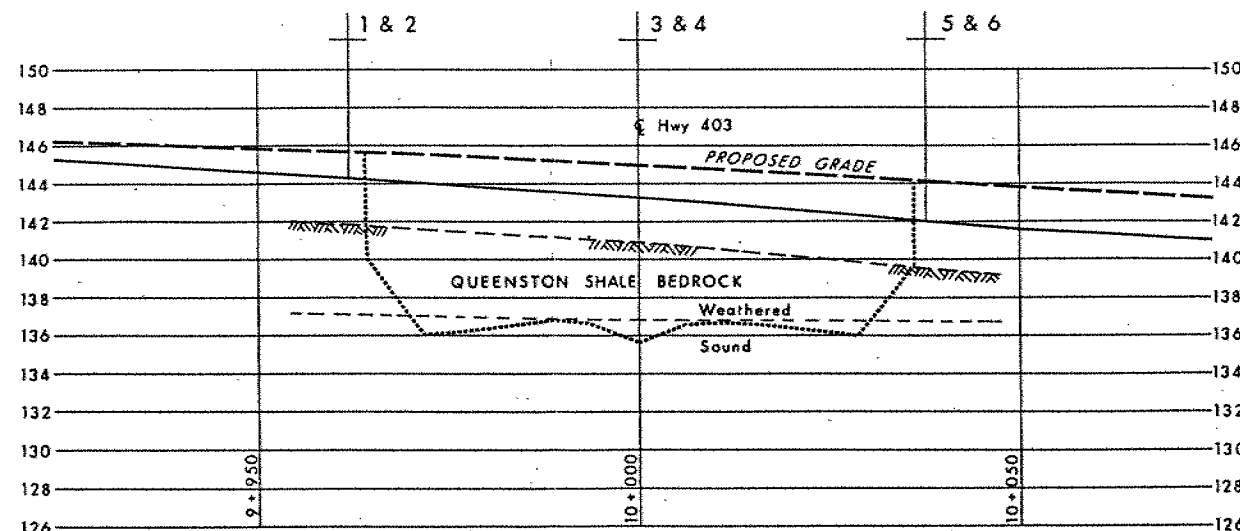 1 & 2 3 & 4 5 & 6
150 150
148 148
℄ Hwy 403
146 146
PROPOSED GRADE
144 144
142 142
140 140
QUEENSTON SHALE BEDROCK
138 138
Weathered
136 136
Sound
134 134
132 132
130 130
128 128
126 126
9+950
10+000
10+050